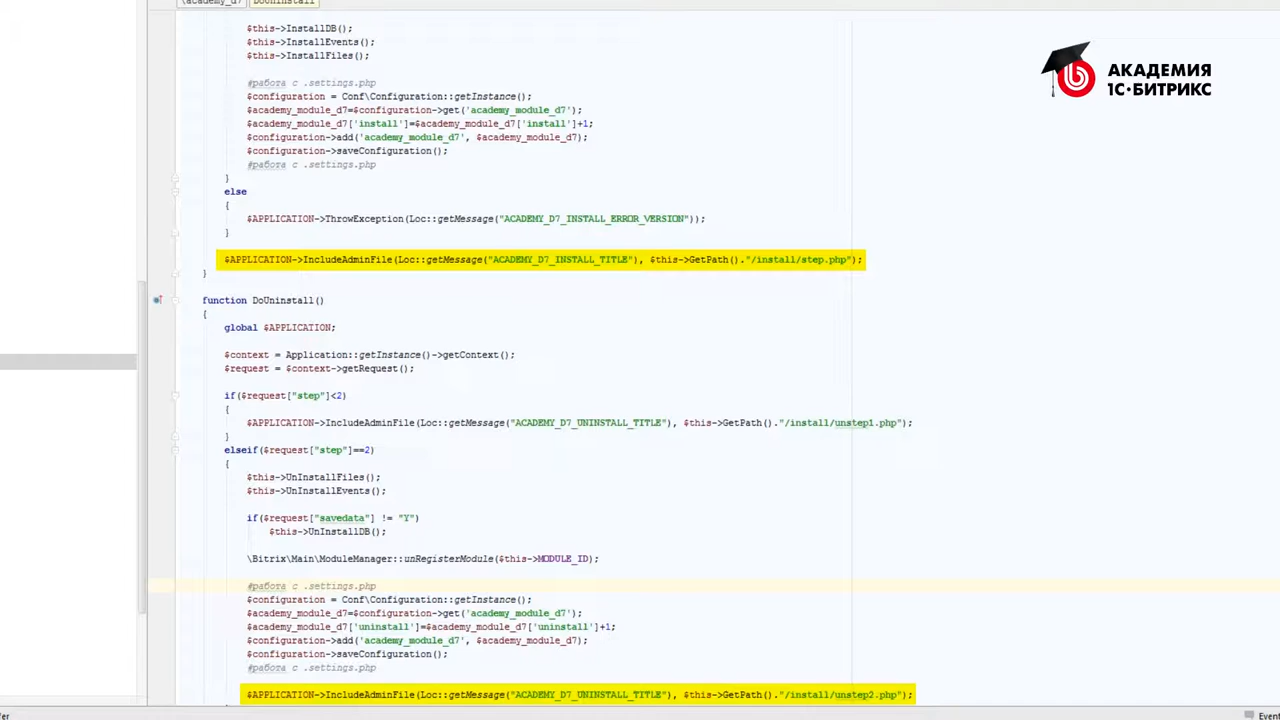 \academy_d7 DoUninstall
$this->InstallDB();
$this->InstallEvents();
$this->InstallFiles();
АКАДЕМИЯ
1С·БИТРИКС
#работа с .settings.php
$configuration = Conf\Configuration::getInstance();
$academy_module_d7=$configuration->get('academy_module_d7');
$academy_module_d7['install']=$academy_module_d7['install']+1;
$configuration->add('academy_module_d7', $academy_module_d7);
$configuration->saveConfiguration();
#работа с .settings.php
}
else
{
$APPLICATION->ThrowException(Loc::getMessage("ACADEMY_D7_INSTALL_ERROR_VERSION"));
}
$APPLICATION->IncludeAdminFile(Loc::getMessage("ACADEMY_D7_INSTALL_TITLE"), $this->GetPath()."/install/step.php");
}
function DoUninstall()
{
global $APPLICATION;
$context = Application::getInstance()->getContext();
$request = $context->getRequest();
if($request["step"]<2)
{
$APPLICATION->IncludeAdminFile(Loc::getMessage("ACADEMY_D7_UNINSTALL_TITLE"), $this->GetPath()."/install/unstep1.php");
}
elseif($request["step"]==2)
{
$this->UnInstallFiles();
$this->UnInstallEvents();
if($request["savedata"] != "Y")
$this->UnInstallDB();
\Bitrix\Main\ModuleManager::unRegisterModule($this->MODULE_ID);
#работа с .settings.php
$configuration = Conf\Configuration::getInstance();
$academy_module_d7=$configuration->get('academy_module_d7');
$academy_module_d7['uninstall']=$academy_module_d7['uninstall']+1;
$configuration->add('academy_module_d7', $academy_module_d7);
$configuration->saveConfiguration();
#работа с .settings.php
$APPLICATION->IncludeAdminFile(Loc::getMessage("ACADEMY_D7_UNINSTALL_TITLE"), $this->GetPath()."/install/unstep2.php");